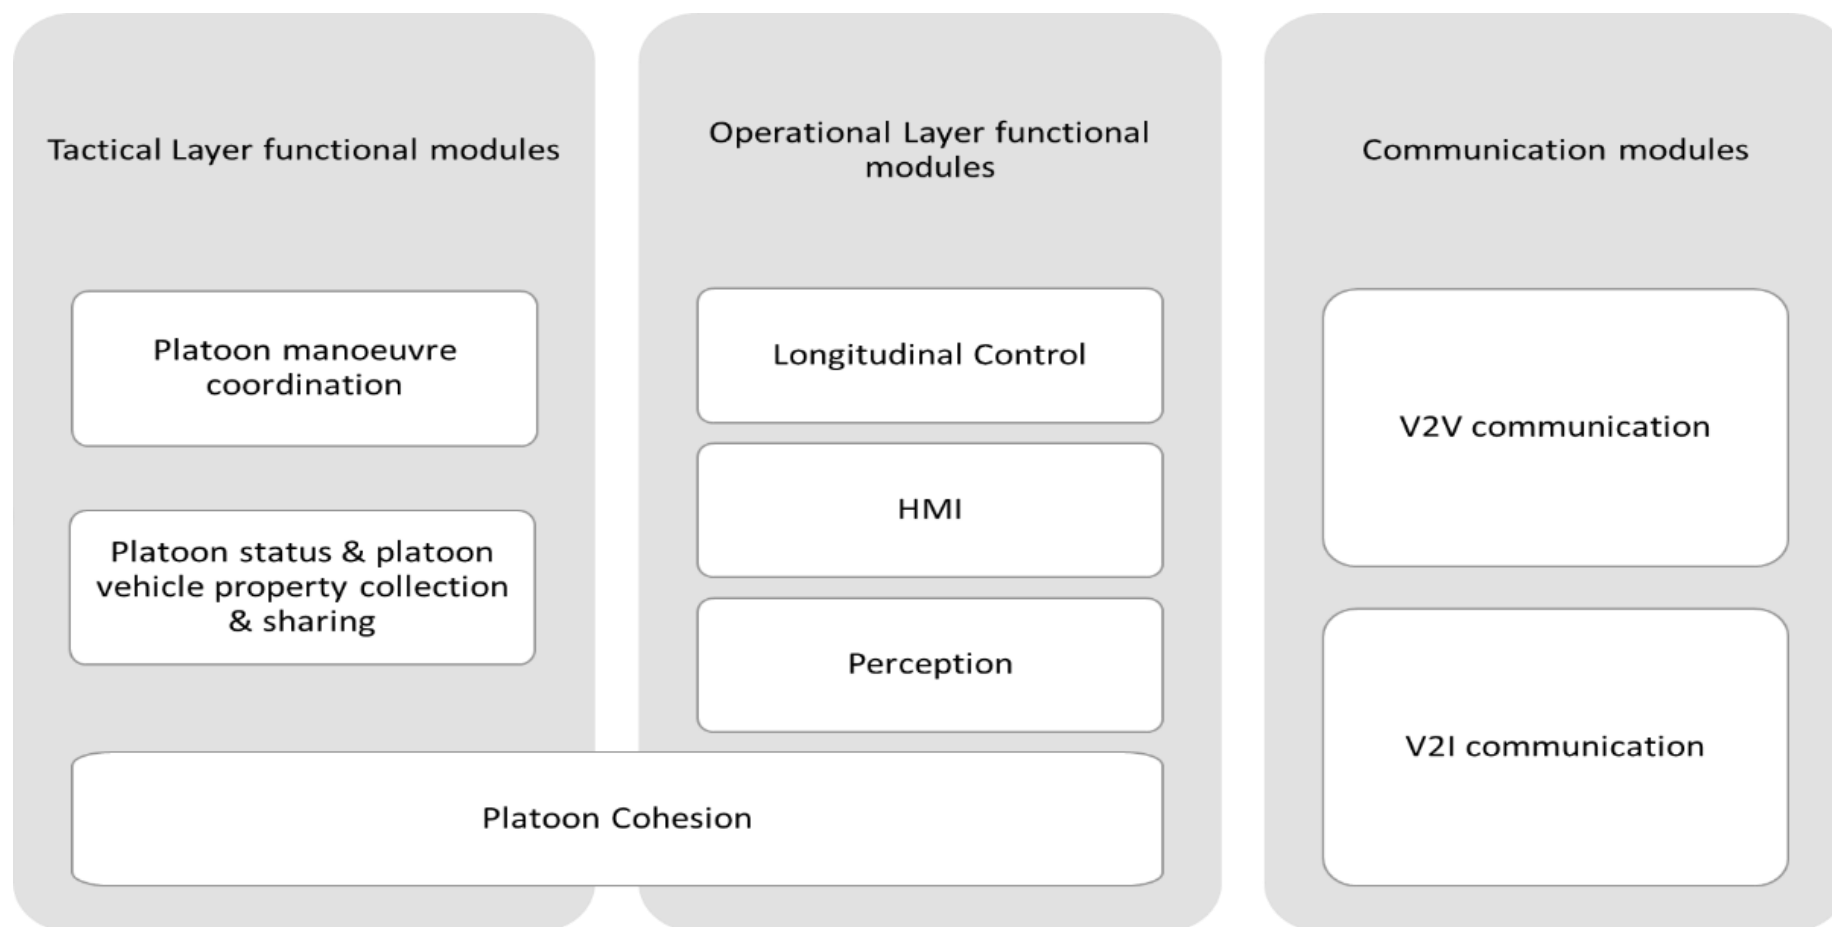 Tactical Layer functional modules
Platoon manoeuvre
coordination
Platoon status & platoon
vehicle property collection
& sharing
Operational Layer functional
modules
Longitudinal Control
HMI
Perception
Platoon Cohesion
Communication modules
V2V communication
V2I communication